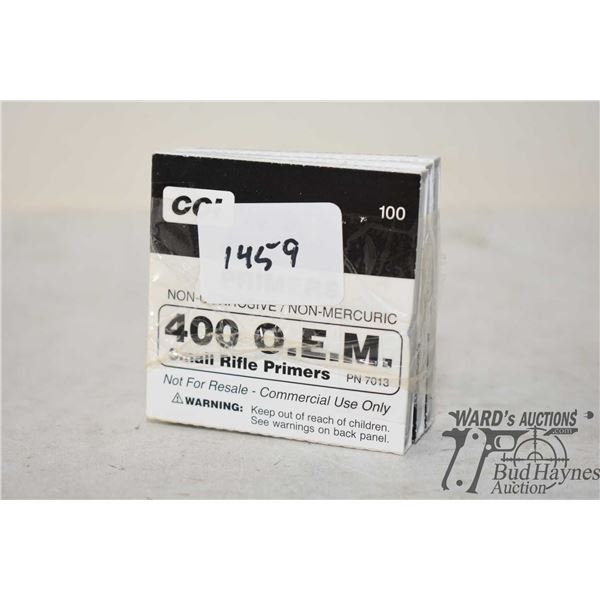 CCI
100
1459
PRIMERS
NON-CORROSIVE / NON-MERCURIC
400 O.E.M.
Small Rifle Primers PN 7013
Not For Resale - Commercial Use Only
WARNING: Keep out of reach of children.
See warnings on back panel.
WARD's AUCTIONS
.com
Bud Haynes
Auction